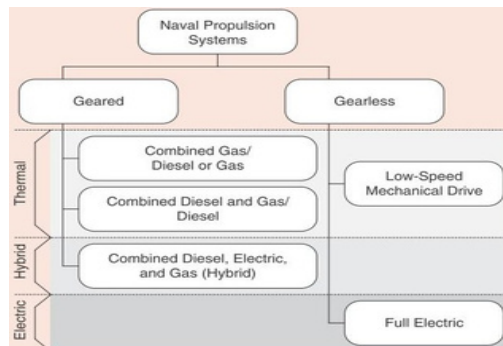 Naval Propulsion
Systems
Geared
Gearless
Thermal
Combined Gas/
Diesel or Gas
Low-Speed
Mechanical Drive
Combined Diesel and Gas/
Diesel
Hybrid
Combined Diesel, Electric,
and Gas (Hybrid)
Electric
Full Electric